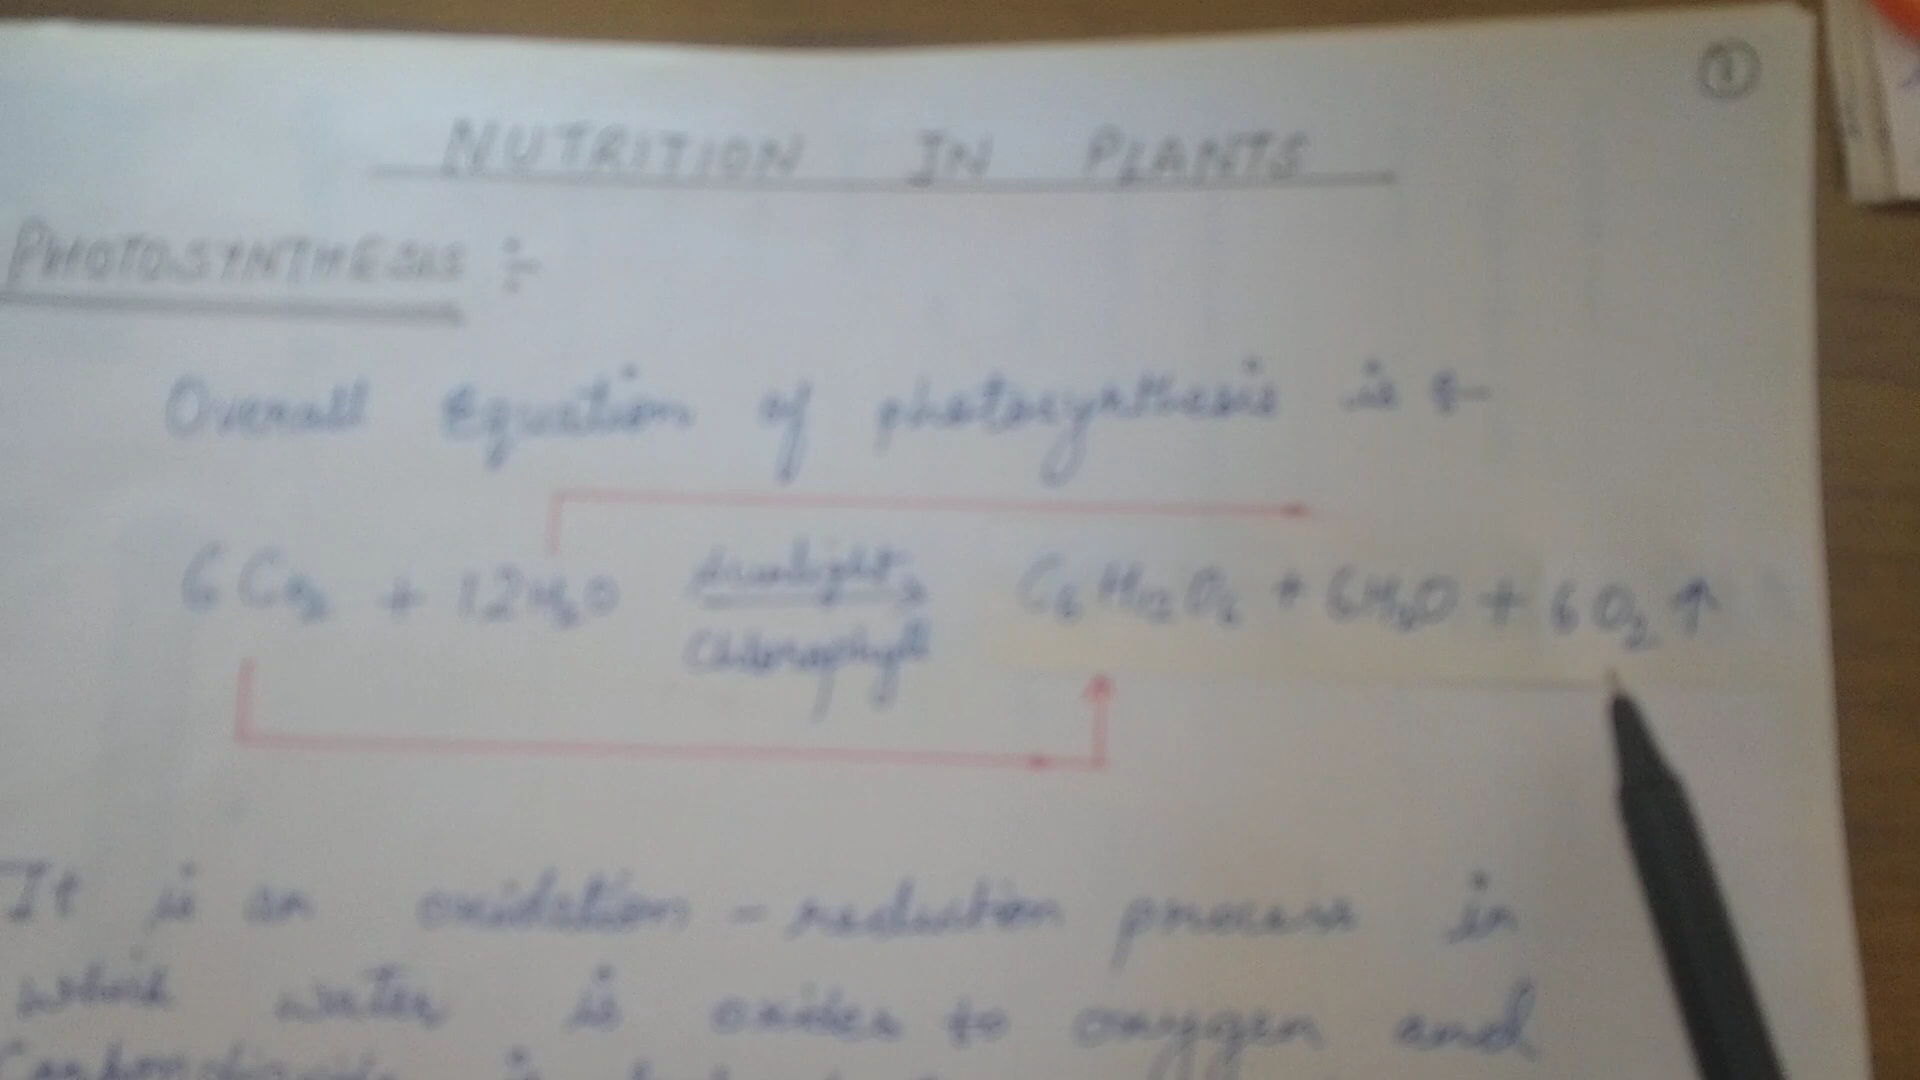 1
NUTRITION IN PLANTS
PHOTOSYNTHESIS :-
Overall Equation of photosynthesis is :-
6CO₂ + 12H₂O Sunlight Chlorophyll C₆H₁₂O₆ + 6H₂O + 6O₂ ↑
It is an oxidation - reduction process in
which water is oxides to oxygen and